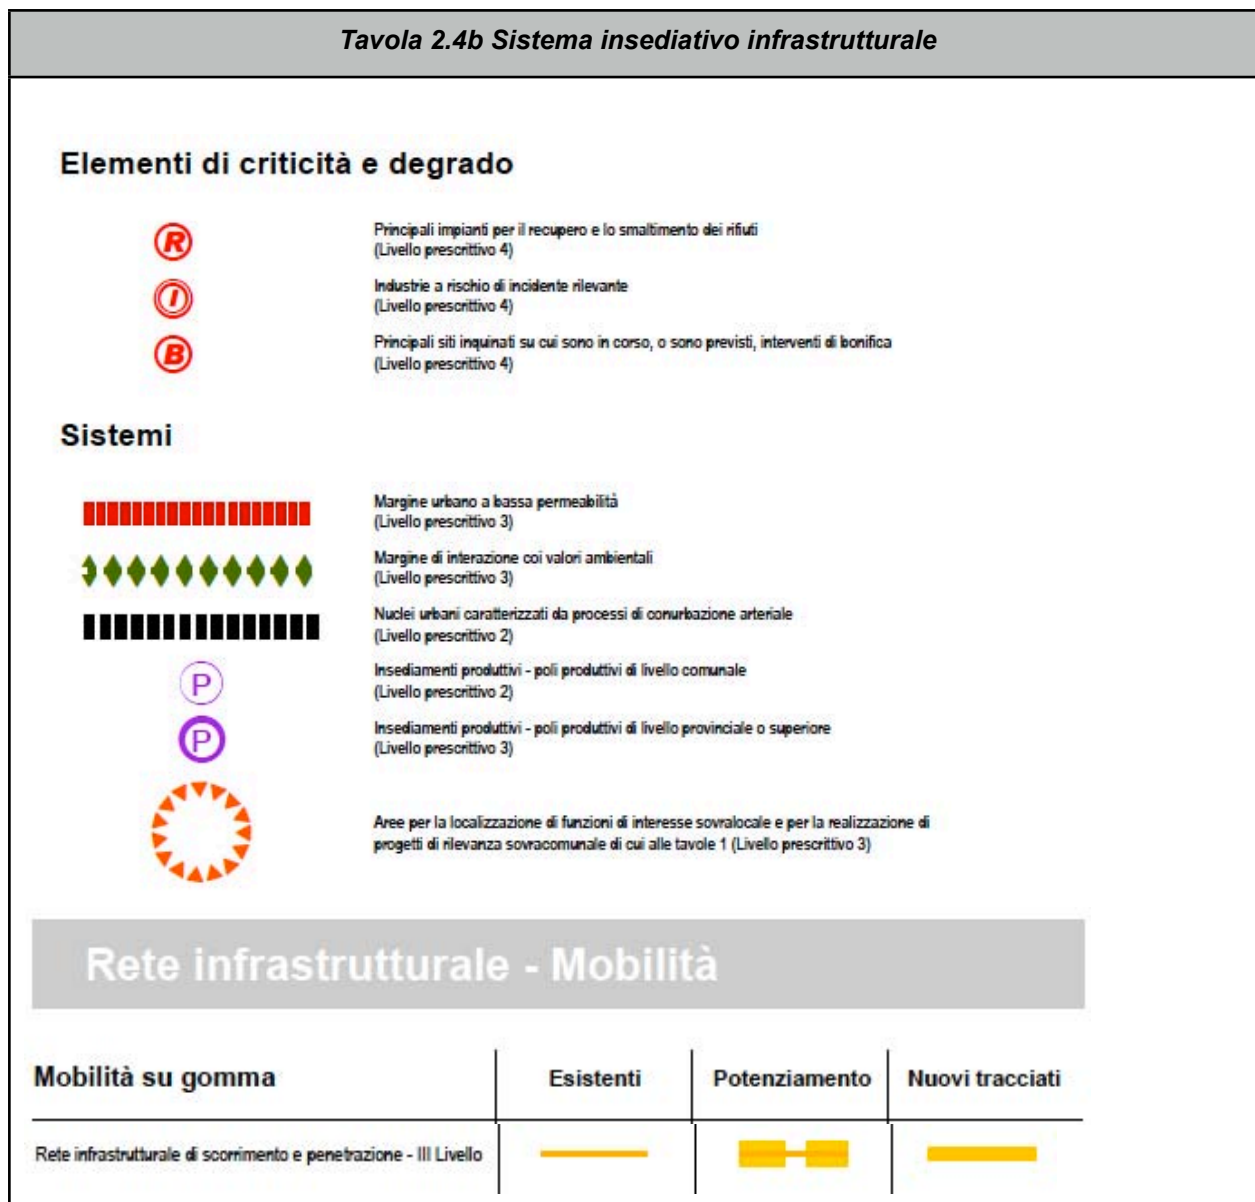 Tavola 2.4b Sistema insediativo infrastrutturale
Elementi di criticità e degrado
R
Principali impianti per il recupero e lo smaltimento dei rifiuti
(Livello prescrittivo 4)
I
Industrie a rischio di incidente rilevante
(Livello prescrittivo 4)
B
Principali siti inquinati su cui sono in corso, o sono previsti, interventi di bonifica
(Livello prescrittivo 4)
Sistemi
Margine urbano a bassa permeabilità
(Livello prescrittivo 3)
Margine di interazione coi valori ambientali
(Livello prescrittivo 3)
Nuclei urbani caratterizzati da processi di conurbazione arteriale
(Livello prescrittivo 2)
P
Insediamenti produttivi - poli produttivi di livello comunale
(Livello prescrittivo 2)
P
Insediamenti produttivi - poli produttivi di livello provinciale o superiore
(Livello prescrittivo 3)
Aree per la localizzazione di funzioni di interesse sovralocale e per la realizzazione di
progetti di rilevanza sovracomunale di cui alle tavole 1 (Livello prescrittivo 3)
Rete infrastrutturale - Mobilità
Mobilità su gomma Esistenti Potenziamento Nuovi tracciati
Rete infrastrutturale di scorrimento e penetrazione - III Livello